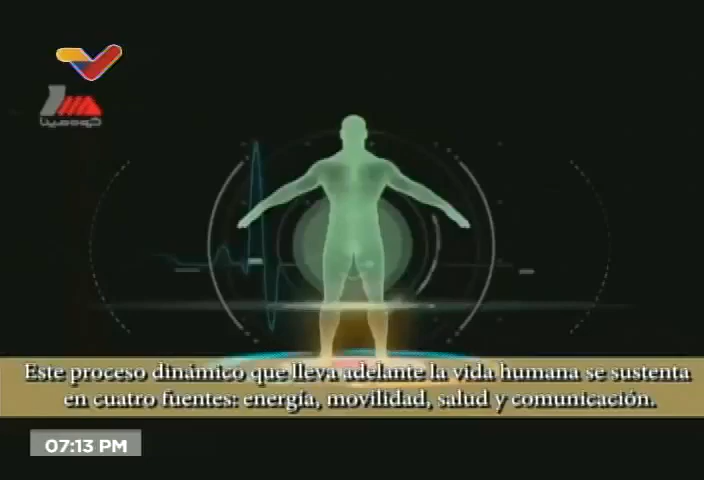 Este proceso dinámico que lleva adelante la vida humana se sustenta
en cuatro fuentes: energía, movilidad, salud y comunicación.
07:13 PM